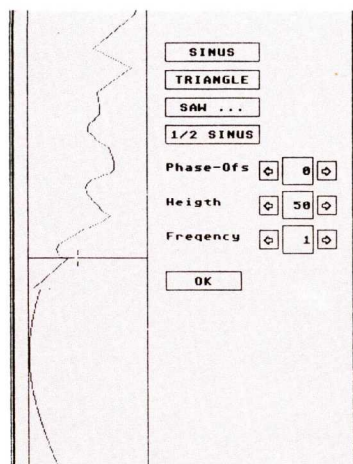 SINUS
TRIANGLE
SAW ...
1/2 SINUS
Phase-Ofs 0
Heigth 50
Freqency 1
OK